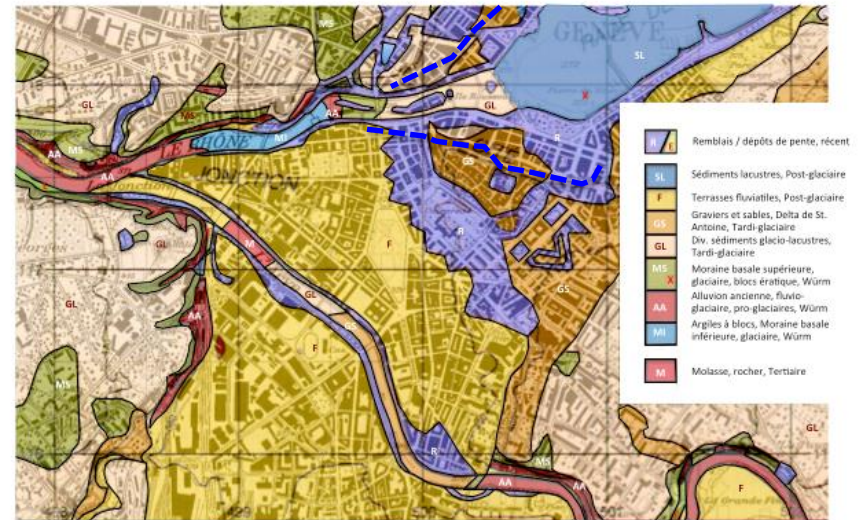 MS
GENÈVE
SL
GL
MS
X
GL
AA
MS
RHÔNE
MI
AA
R
AA
JONCTION
GS
R
GL
F
M
GL
GS
GL
AA
GS
F
MS
GL
R
MS
AA
AA
F
R
F
Remblais / dépôts de pente, récent
SL
Sédiments lacustres, Post-glaciaire
F
Terrasses fluviatiles, Post-glaciaire
GS
Graviers et sables, Delta de St.
Antoine, Tardi-glaciaire
GL
Div. sédiments glacio-lacustres,
Tardi-glaciaire
MS
X
Moraine basale supérieure,
glaciaire, blocs ératique, Würm
AA
Alluvion ancienne, fluvio-
glaciaire, pro-glaciaires, Würm
MI
Argiles à blocs, Moraine basale
inférieure, glaciaire, Würm
M
Molasse, rocher, Tertiaire